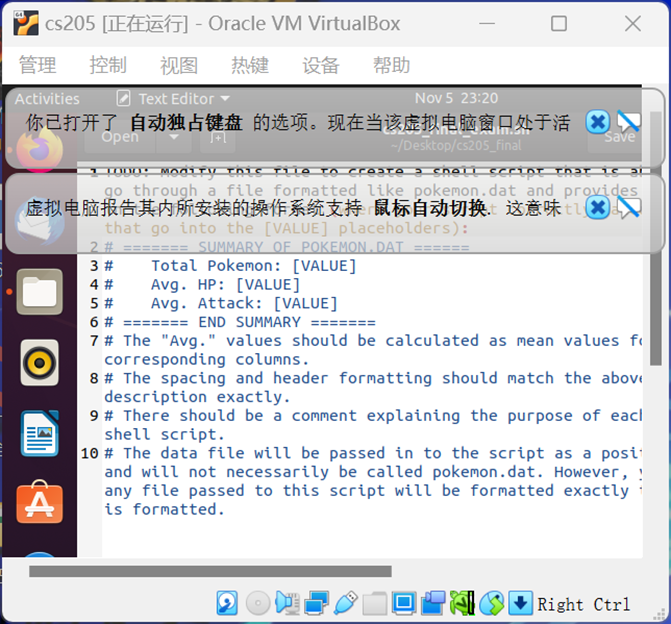 cs205 [正在运行] - Oracle VM VirtualBox
管理 控制 视图 热键 设备 帮助
Activities Text Editor Nov 5 23:20
你已打开了 自动独占键盘 的选项。现在当该虚拟电脑窗口处于活
Open Save
~/Desktop/cs205_final
1 TODO: Modify this file to create a shell script that is a
go through a file formatted like pokemon.dat and provides
虚拟电脑报告其内所安装的操作系统支持 鼠标自动切换. 这意味
that go into the [VALUE] placeholders):
2 # ======= SUMMARY OF POKEMON.DAT ======
3 # Total Pokemon: [VALUE]
4 # Avg. HP: [VALUE]
5 # Avg. Attack: [VALUE]
6 # ======= END SUMMARY =======
7 # The "Avg." values should be calculated as mean values fo
corresponding columns.
8 # The spacing and header formatting should match the above
description exactly.
9 # There should be a comment explaining the purpose of each
shell script.
10 # The data file will be passed in to the script as a posit
and will not necessarily be called pokemon.dat. However, y
any file passed to this script will be formatted exactly
is formatted.
Right Ctrl